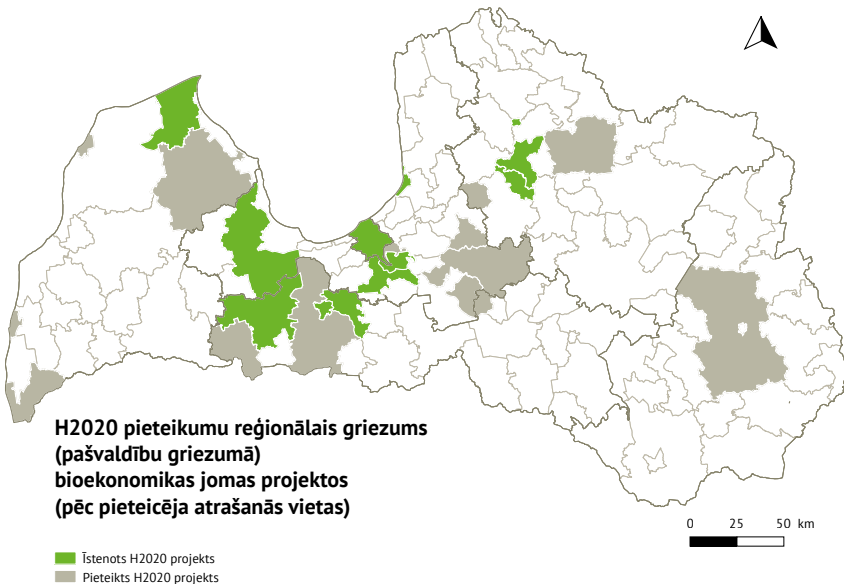 H2020 pieteikumu reģionālais griezums
(pašvaldību griezumā)
bioekonomikas jomas projektos
(pēc pieteicēja atrašanās vietas)
0 25 50 km
Īstenots H2020 projekts
Pieteikts H2020 projekts